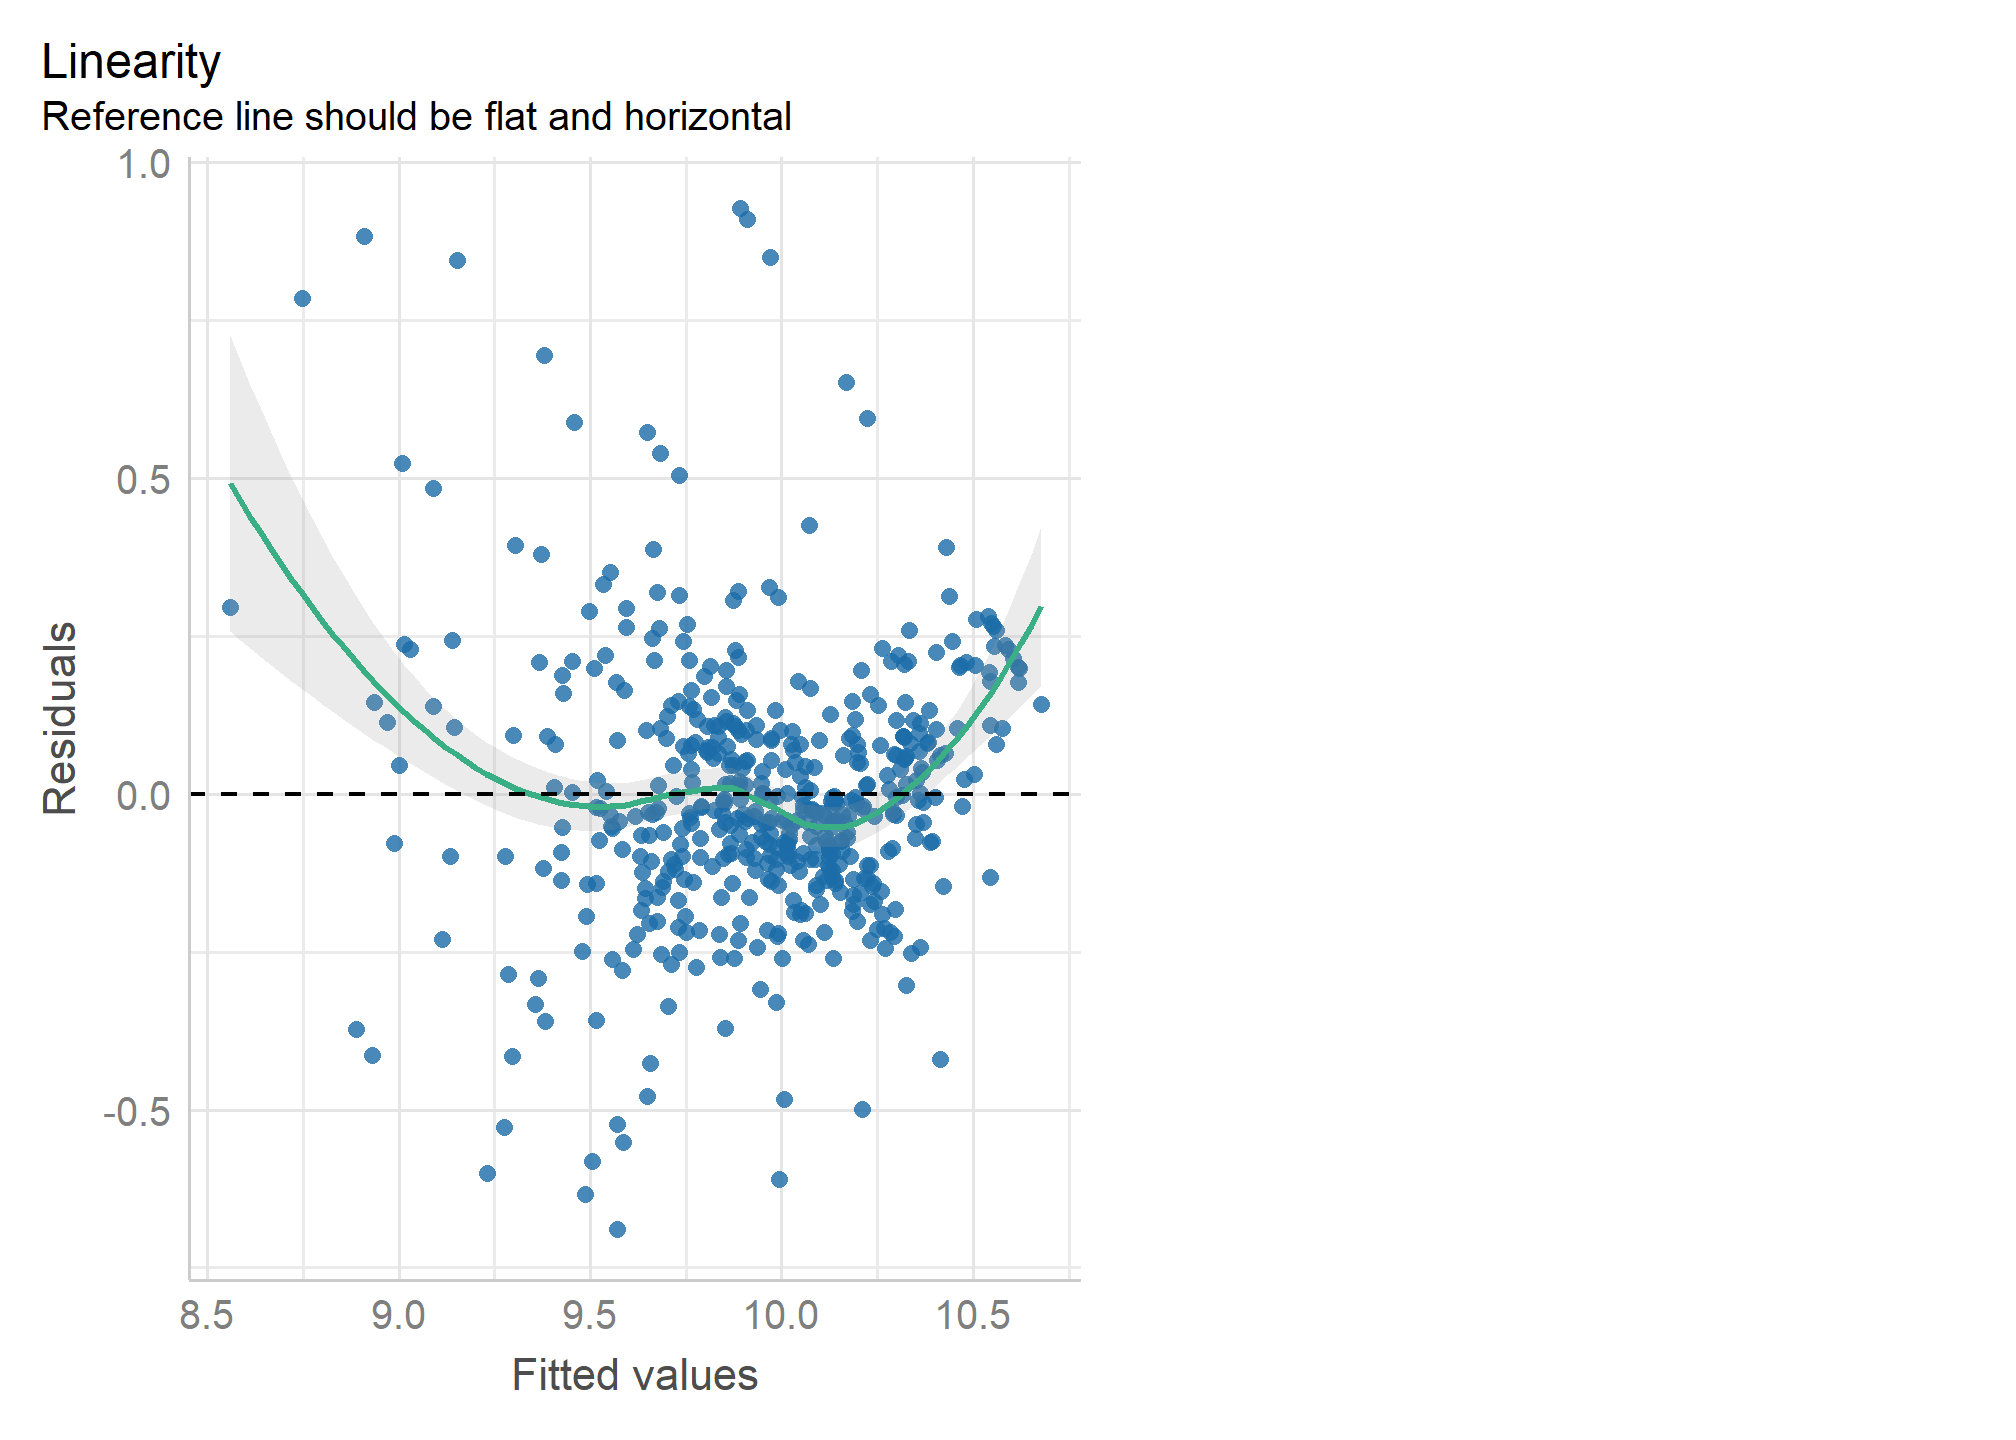 Linearity
Reference line should be flat and horizontal
1.0
0.5
0.0
-0.5
Residuals
8.5 9.0 9.5 10.0 10.5
Fitted values